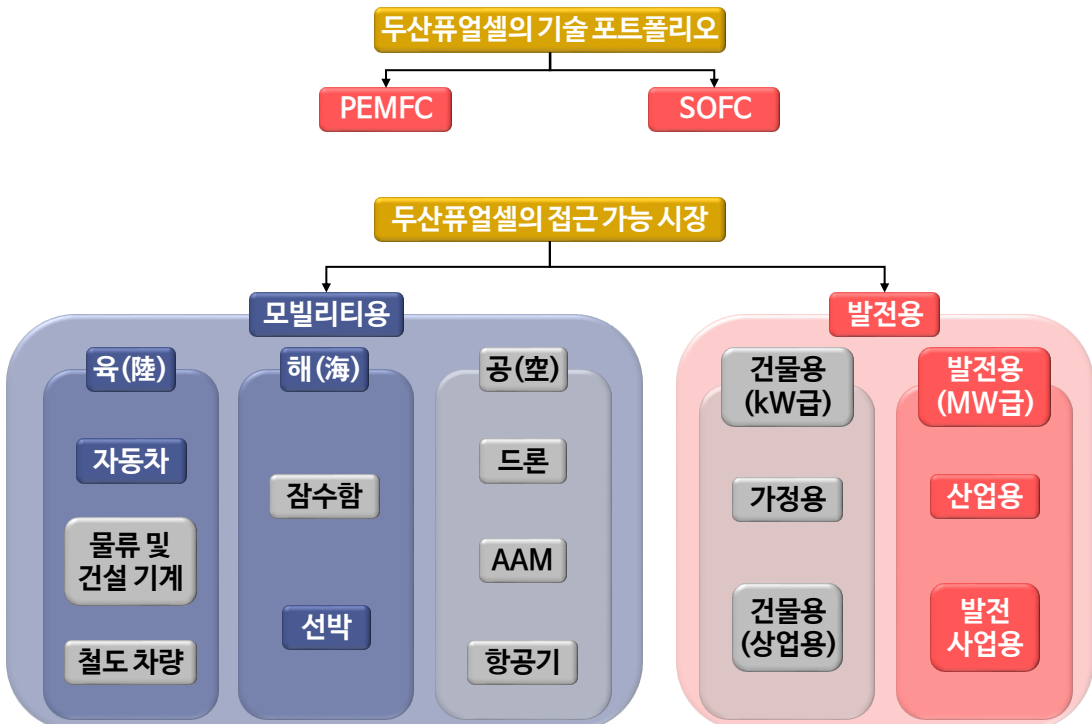 두산퓨얼셀의 기술 포트폴리오
PEMFC
SOFC
두산퓨얼셀의 접근 가능 시장
모빌리티용
발전용
육(陸)
해(海)
공(空)
건물용
(kW급)
발전용
(MW급)
자동차
물류 및
건설 기계
철도 차량
잠수함
선박
드론
AAM
항공기
가정용
건물용
(상업용)
산업용
발전
사업용